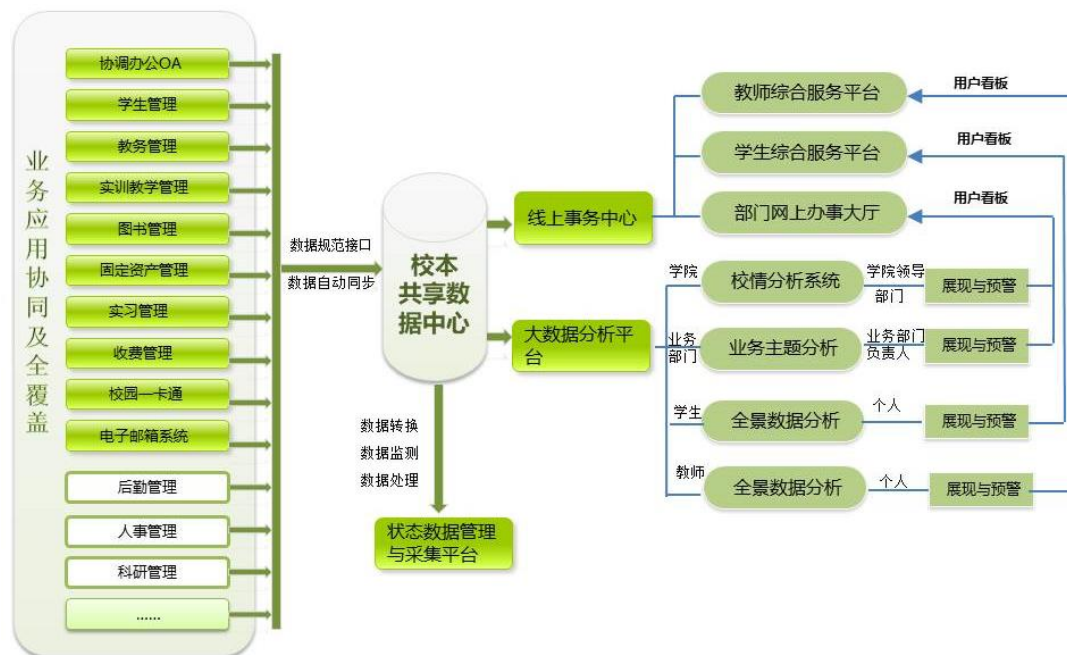 业务应用协同及全覆盖
协调办公OA
学生管理
教务管理
实训教学管理
图书管理
固定资产管理
实习管理
收费管理
校园一卡通
电子邮箱系统
后勤管理
人事管理
科研管理
......
数据规范接口
数据自动同步
校本
共享数
据中心
数据转换
数据监测
数据处理
状态数据管理
与采集平台
线上事务中心
大数据分析平
台
教师综合服务平台
用户看板
学生综合服务平台
用户看板
部门网上办事大厅
用户看板
学院
校情分析系统
学院领导
部门
展现与预警
业务
部门
业务主题分析
业务部门
负责人
展现与预警
学生
全景数据分析
个人
展现与预警
教师
全景数据分析
个人
展现与预警